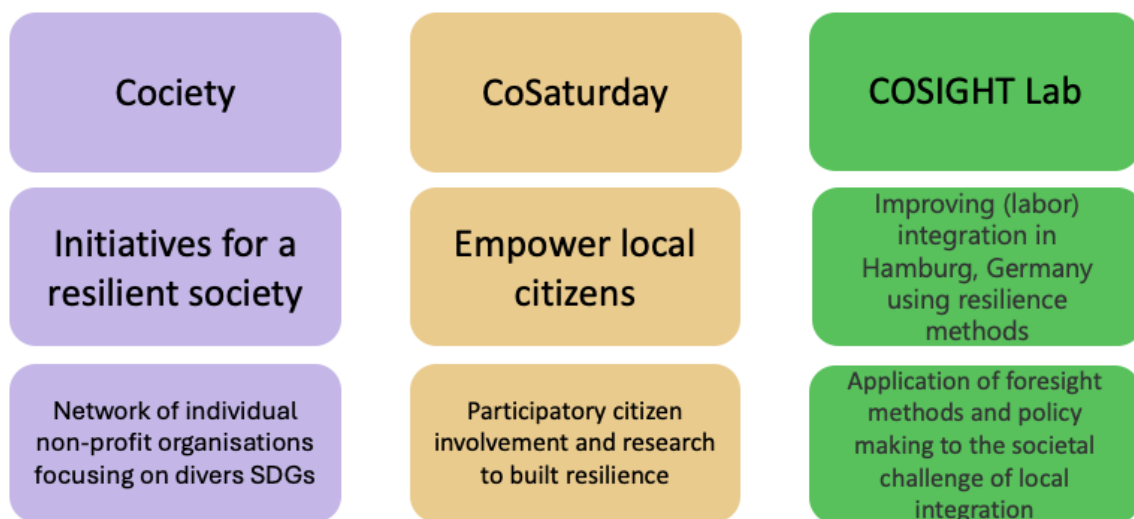 Cociety
CoSaturday
COSIGHT Lab
Initiatives for a
resilient society
Empower local
citizens
Improving (labor)
integration in
Hamburg, Germany
using resilience
methods
Network of individual
non-profit organisations
focusing on divers SDGs
Participatory citizen
involvement and research
to built resilience
Application of foresight
methods and policy
making to the societal
challenge of local
integration